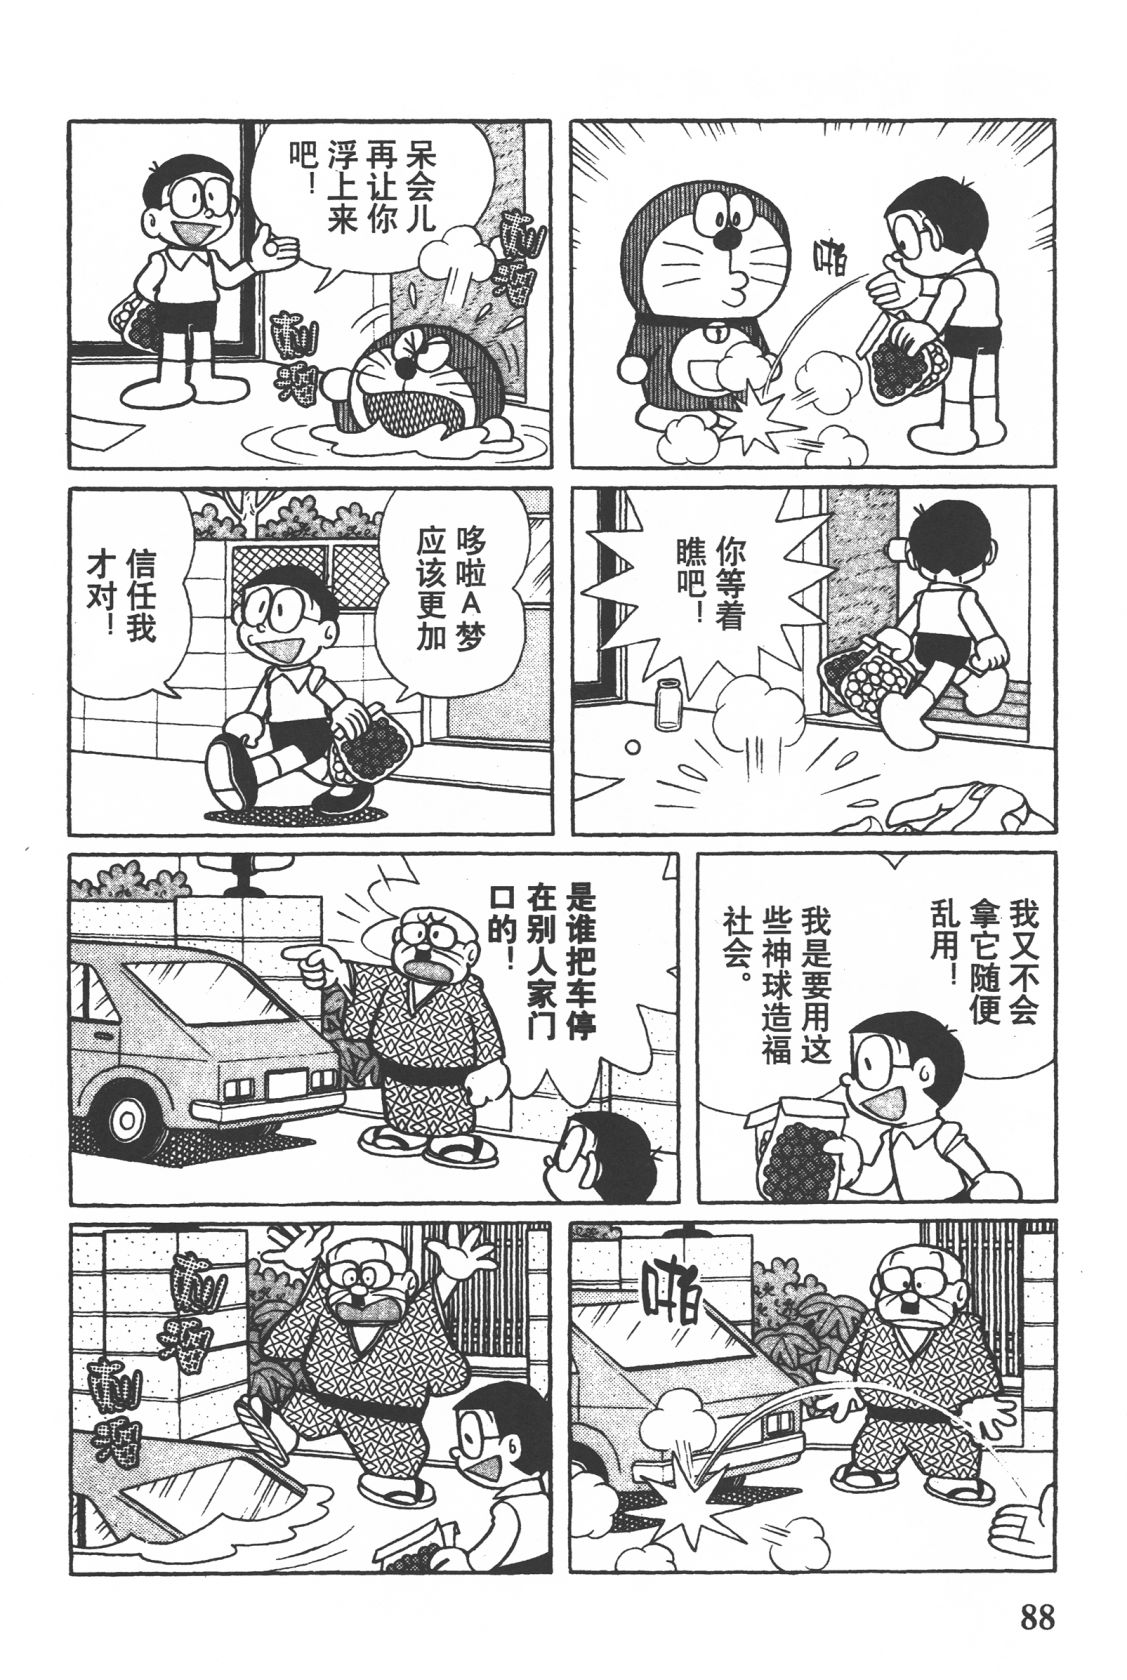 啪
呆会儿
再让你
浮上来
吧！
你等着
瞧吧！
哆啦A梦
应该更加
信任我
才对！
我又不会
拿它随便
乱用！
我是要用这
些神球造福
社会。
是谁把车停
在别人家门
口的！
啪
88